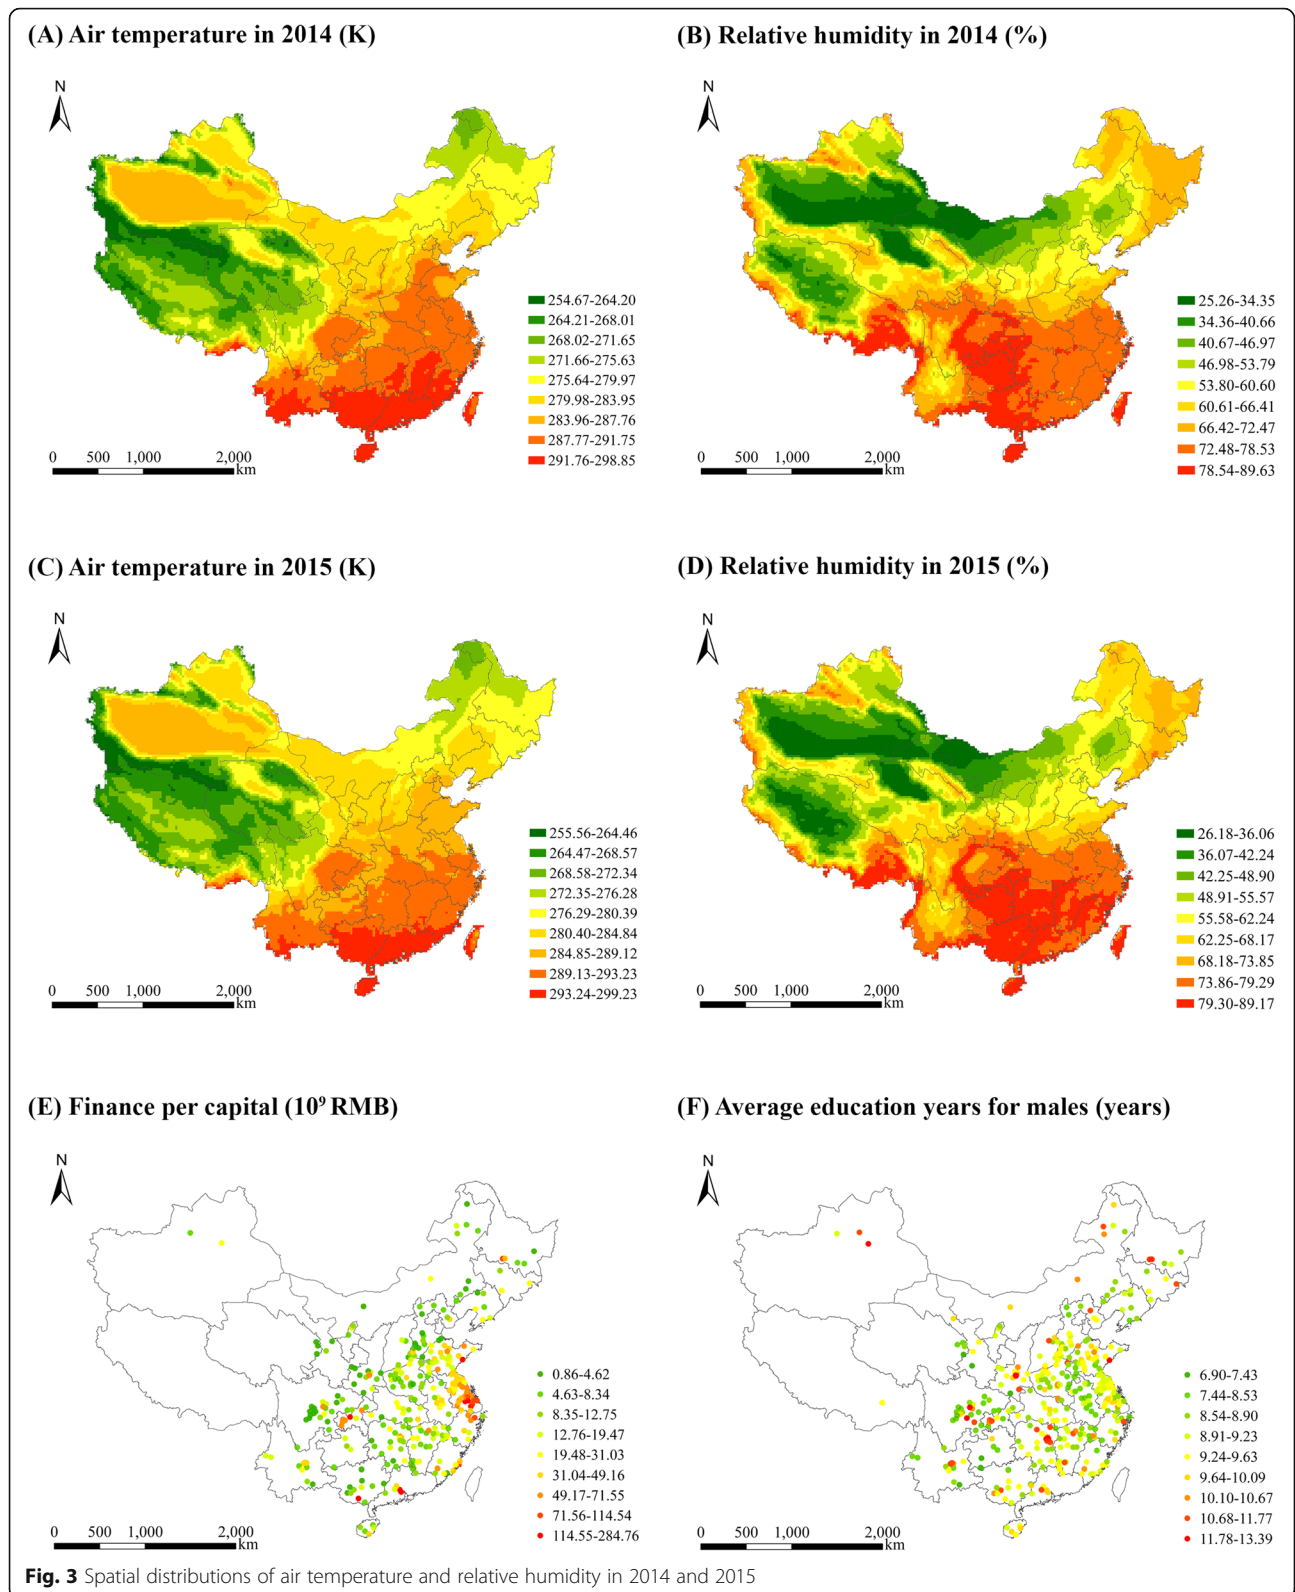 (A) Air temperature in 2014 (K)
(B) Relative humidity in 2014 (%)
N
N
254.67-264.20
264.21-268.01
268.02-271.65
271.66-275.63
275.64-279.97
279.98-283.95
283.96-287.76
287.77-291.75
291.76-298.85
0 500 1,000 2,000
km
25.26-34.35
34.36-40.66
40.67-46.97
46.98-53.79
53.80-60.60
60.61-66.41
66.42-72.47
72.48-78.53
78.54-89.63
0 500 1,000 2,000
km
(C) Air temperature in 2015 (K)
(D) Relative humidity in 2015 (%)
N
N
255.56-264.46
264.47-268.57
268.58-272.34
272.35-276.28
276.29-280.39
280.40-284.84
284.85-289.12
289.13-293.23
293.24-299.23
0 500 1,000 2,000
km
26.18-36.06
36.07-42.24
42.25-48.90
48.91-55.57
55.58-62.24
62.25-68.17
68.18-73.85
73.86-79.29
79.30-89.17
0 500 1,000 2,000
km
(E) Finance per capital (10⁹ RMB)
(F) Average education years for males (years)
N
N
0.86-4.62
4.63-8.34
8.35-12.75
12.76-19.47
19.48-31.03
31.04-49.16
49.17-71.55
71.56-114.54
114.55-284.76
0 500 1,000 2,000
km
6.90-7.43
7.44-8.53
8.54-8.90
8.91-9.23
9.24-9.63
9.64-10.09
10.10-10.67
10.68-11.77
11.78-13.39
0 500 1,000 2,000
km
Fig. 3 Spatial distributions of air temperature and relative humidity in 2014 and 2015